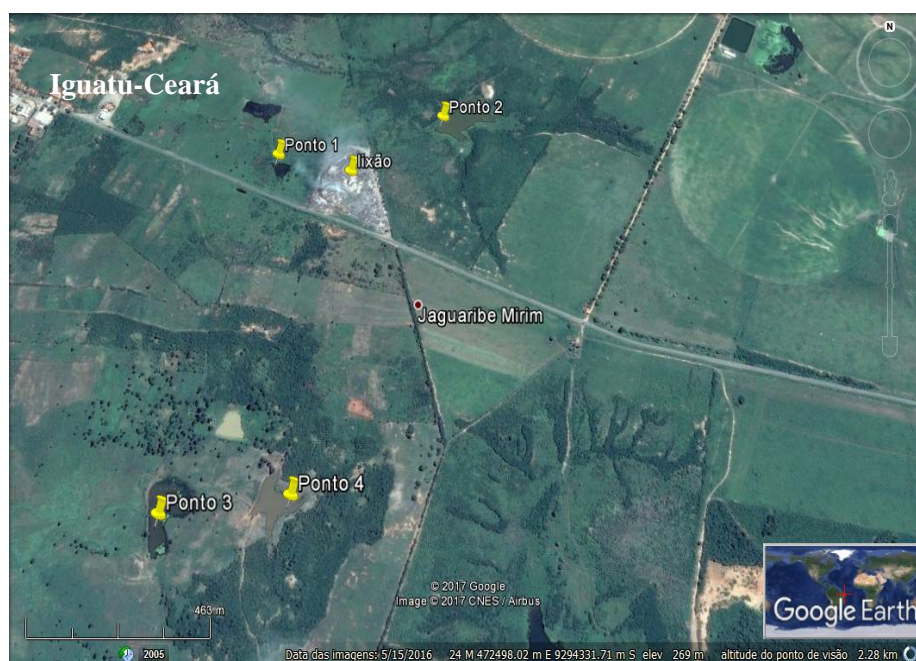 Iguatu-Ceará
N
Ponto 2
Ponto 1
lixão
Jaguaribe Mirim
Ponto 4
Ponto 3
© 2017 Google
Image © 2017 CNES / Airbus
463 m
Google Earth
2005
Data das imagens: 5/15/2016 24 M 472498.02 m E 9294331.71 m S elev 269 m altitude do ponto de visão 2.28 km